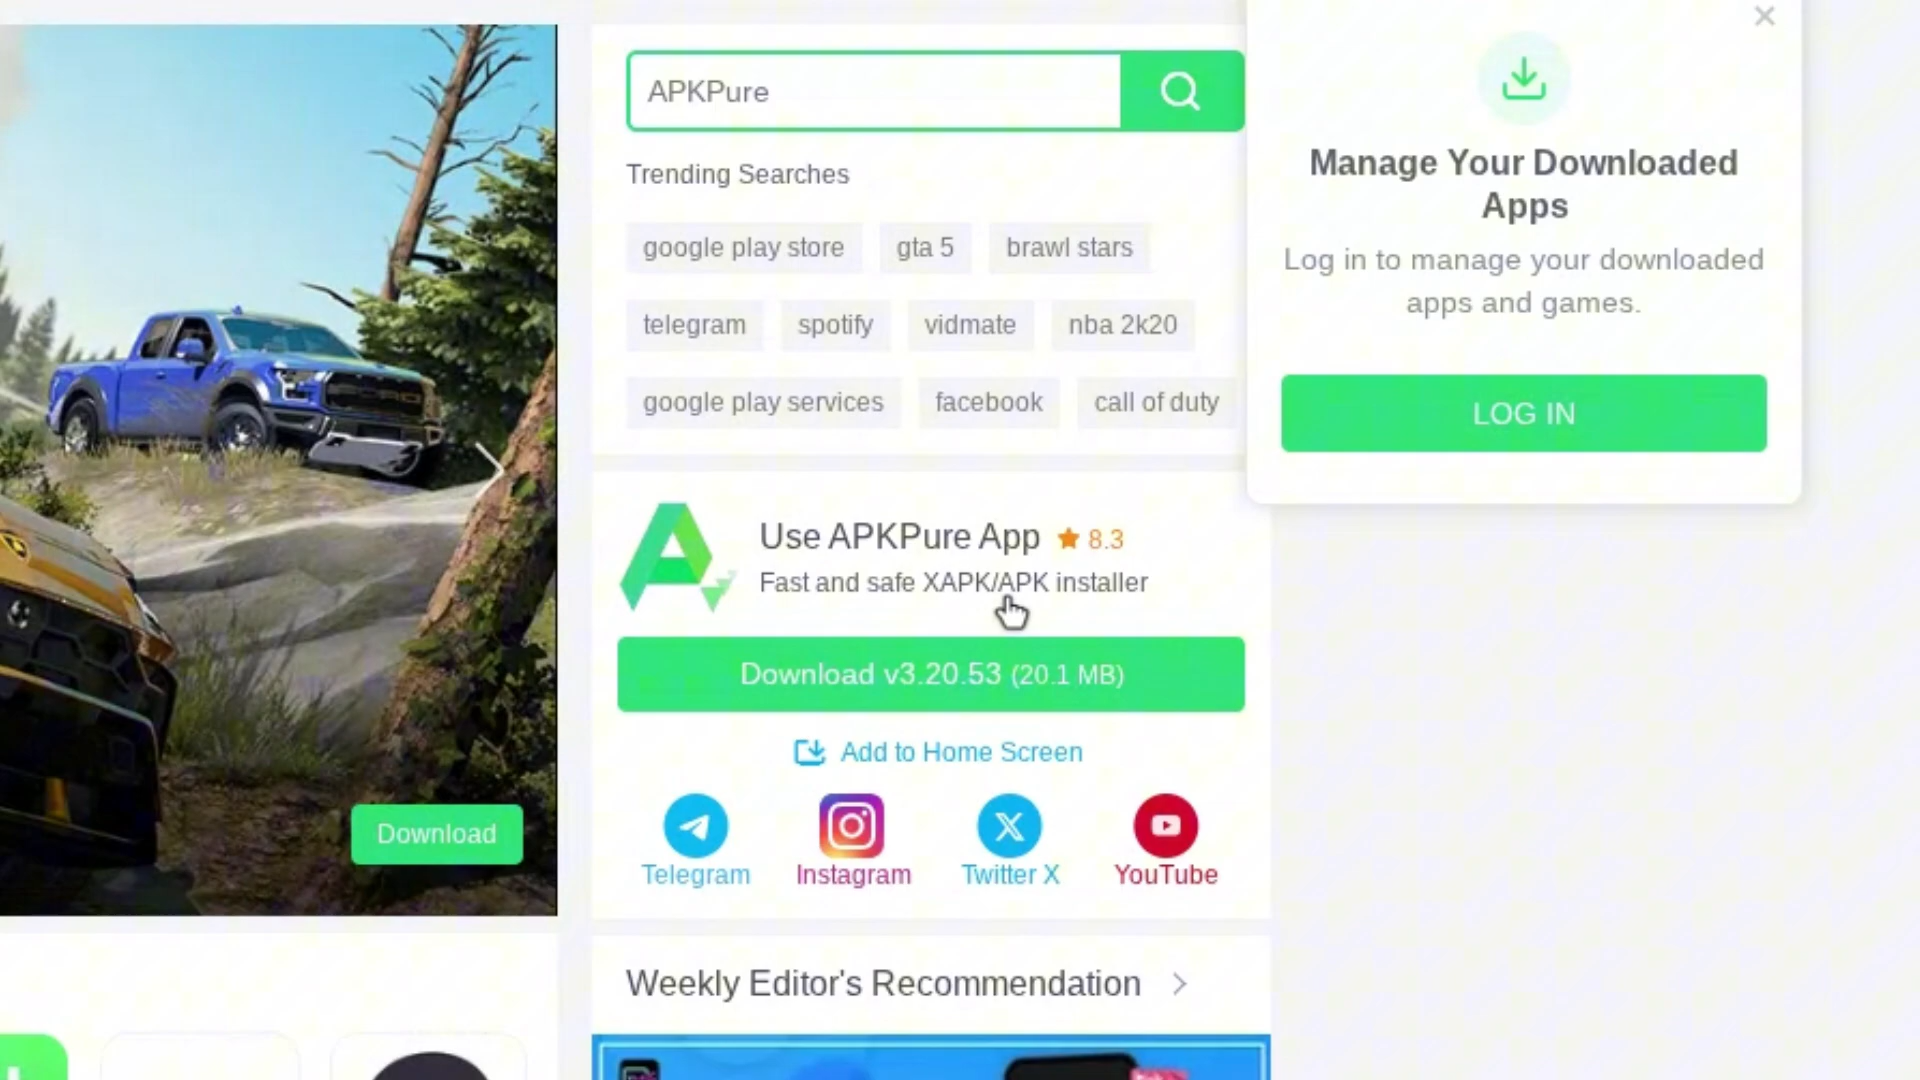 APKPure
Trending Searches
google play store
gta 5
brawl stars
telegram
spotify
vidmate
nba 2k20
google play services
facebook
call of duty
Manage Your Downloaded
Apps
Log in to manage your downloaded
apps and games.
LOG IN
Use APKPure App 8.3
Fast and safe XAPK/APK installer
Download v3.20.53 (20.1 MB)
Add to Home Screen
Telegram
Instagram
Twitter X
YouTube
Download
Weekly Editor's Recommendation